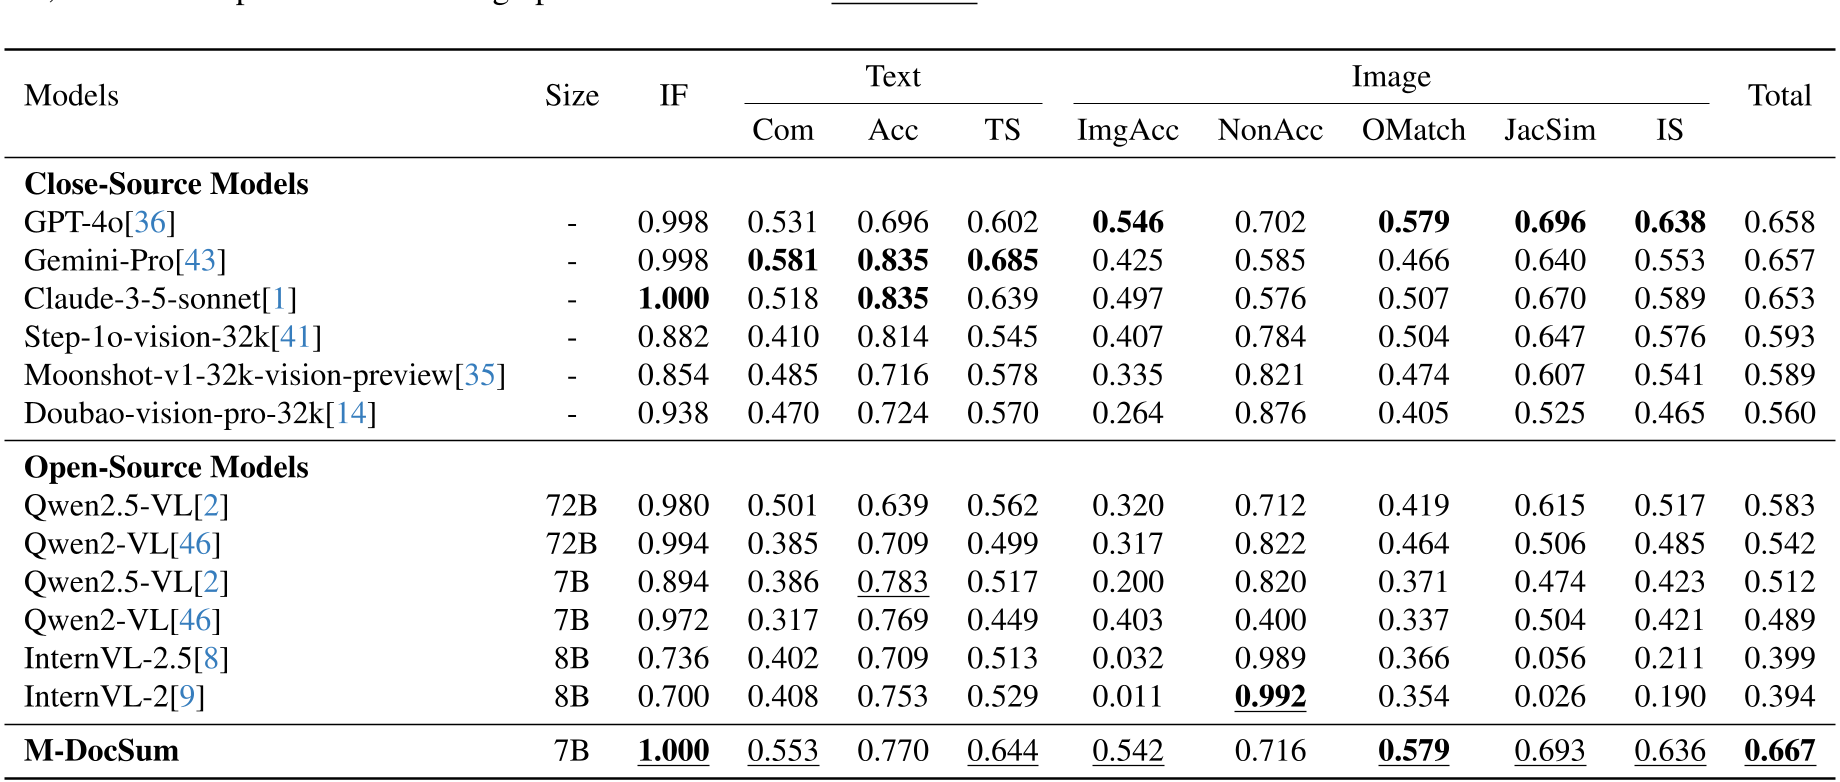 Models Size IF Text Image Total
Com Acc TS ImgAcc NonAcc OMatch JacSim IS
Close-Source Models
GPT-4o[36] - 0.998 0.531 0.696 0.602 0.546 0.702 0.579 0.696 0.638 0.658
Gemini-Pro[43] - 0.998 0.581 0.835 0.685 0.425 0.585 0.466 0.640 0.553 0.657
Claude-3-5-sonnet[1] - 1.000 0.518 0.835 0.639 0.497 0.576 0.507 0.670 0.589 0.653
Step-1o-vision-32k[41] - 0.882 0.410 0.814 0.545 0.407 0.784 0.504 0.647 0.576 0.593
Moonshot-v1-32k-vision-preview[35] - 0.854 0.485 0.716 0.578 0.335 0.821 0.474 0.607 0.541 0.589
Doubao-vision-pro-32k[14] - 0.938 0.470 0.724 0.570 0.264 0.876 0.405 0.525 0.465 0.560
Open-Source Models
Qwen2.5-VL[2] 72B 0.980 0.501 0.639 0.562 0.320 0.712 0.419 0.615 0.517 0.583
Qwen2-VL[46] 72B 0.994 0.385 0.709 0.499 0.317 0.822 0.464 0.506 0.485 0.542
Qwen2.5-VL[2] 7B 0.894 0.386 0.783 0.517 0.200 0.820 0.371 0.474 0.423 0.512
Qwen2-VL[46] 7B 0.972 0.317 0.769 0.449 0.403 0.400 0.337 0.504 0.421 0.489
InternVL-2.5[8] 8B 0.736 0.402 0.709 0.513 0.032 0.989 0.366 0.056 0.211 0.399
InternVL-2[9] 8B 0.700 0.408 0.753 0.529 0.011 0.992 0.354 0.026 0.190 0.394
M-DocSum 7B 1.000 0.553 0.770 0.644 0.542 0.716 0.579 0.693 0.636 0.667